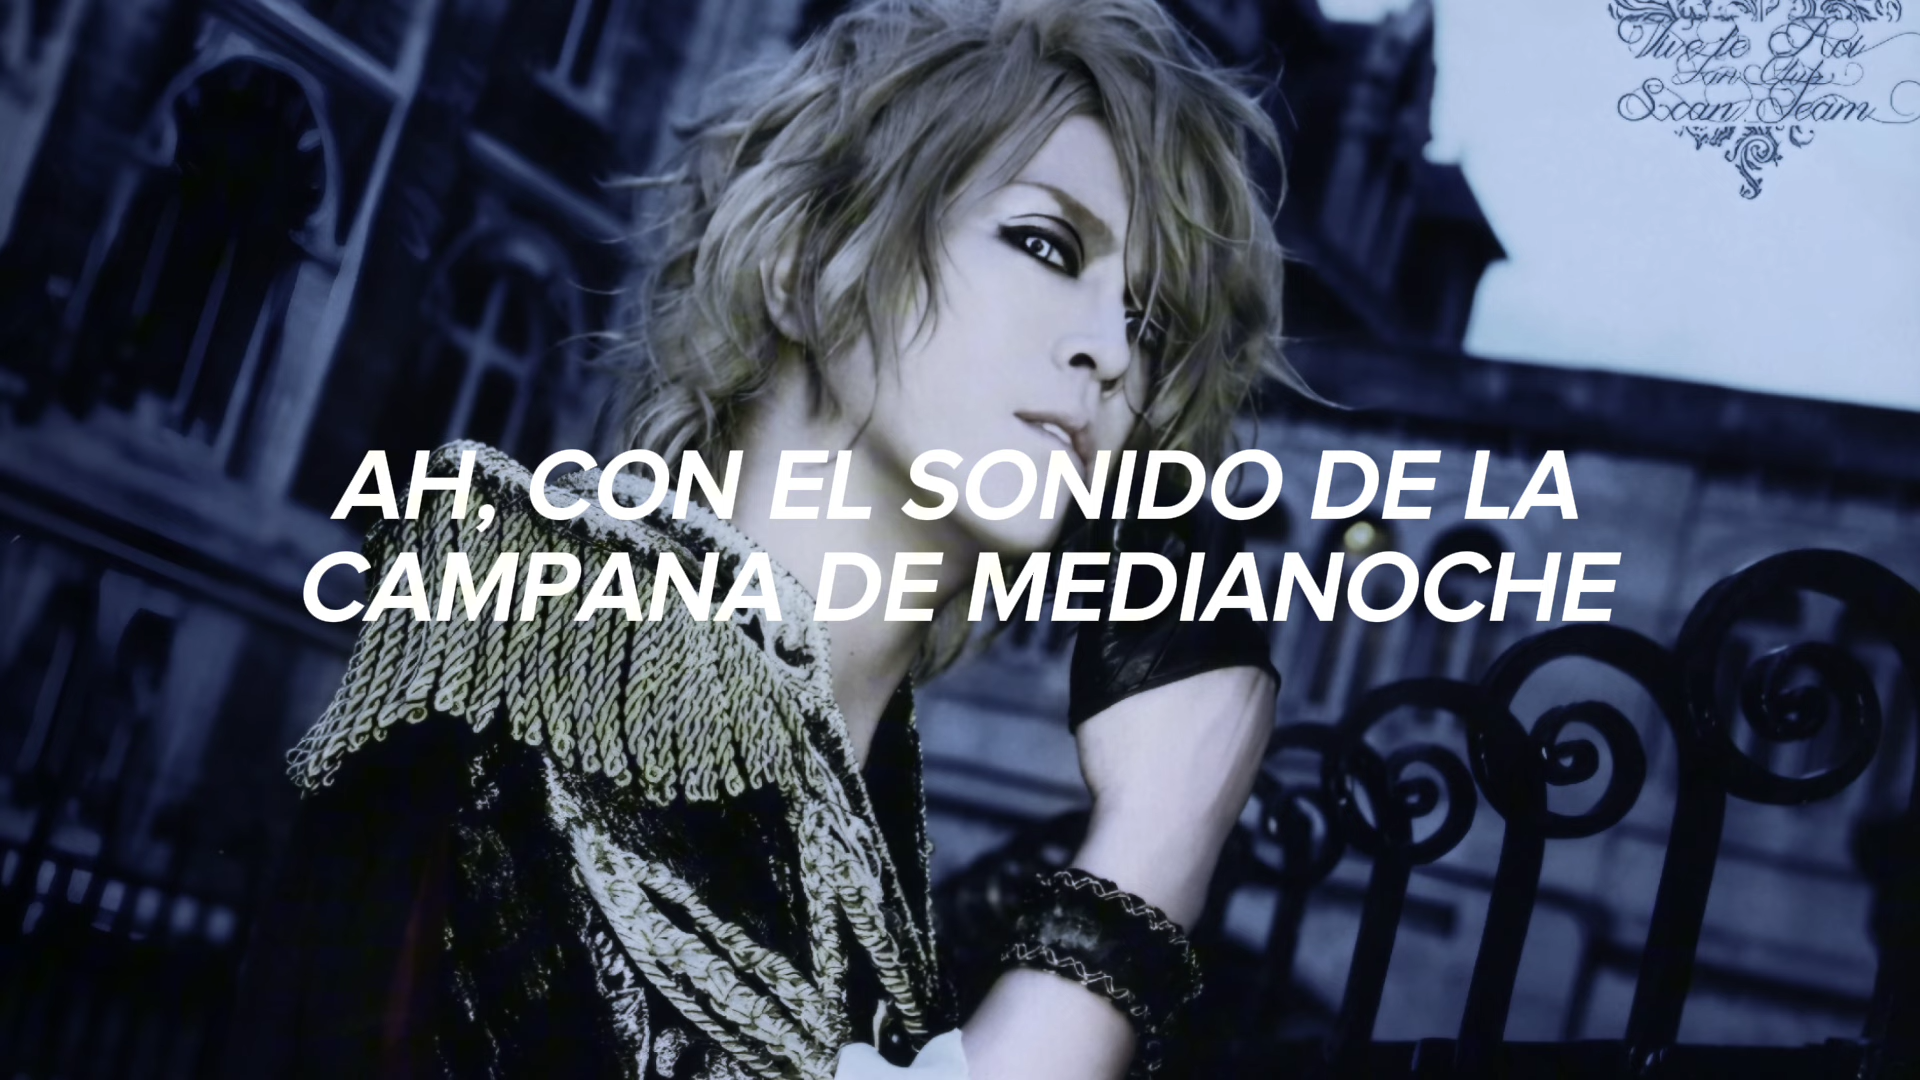 Vive le Roi
Fan Club
Scan Team
AH, CON EL SONIDO DE LA
CAMPANA DE MEDIANOCHE